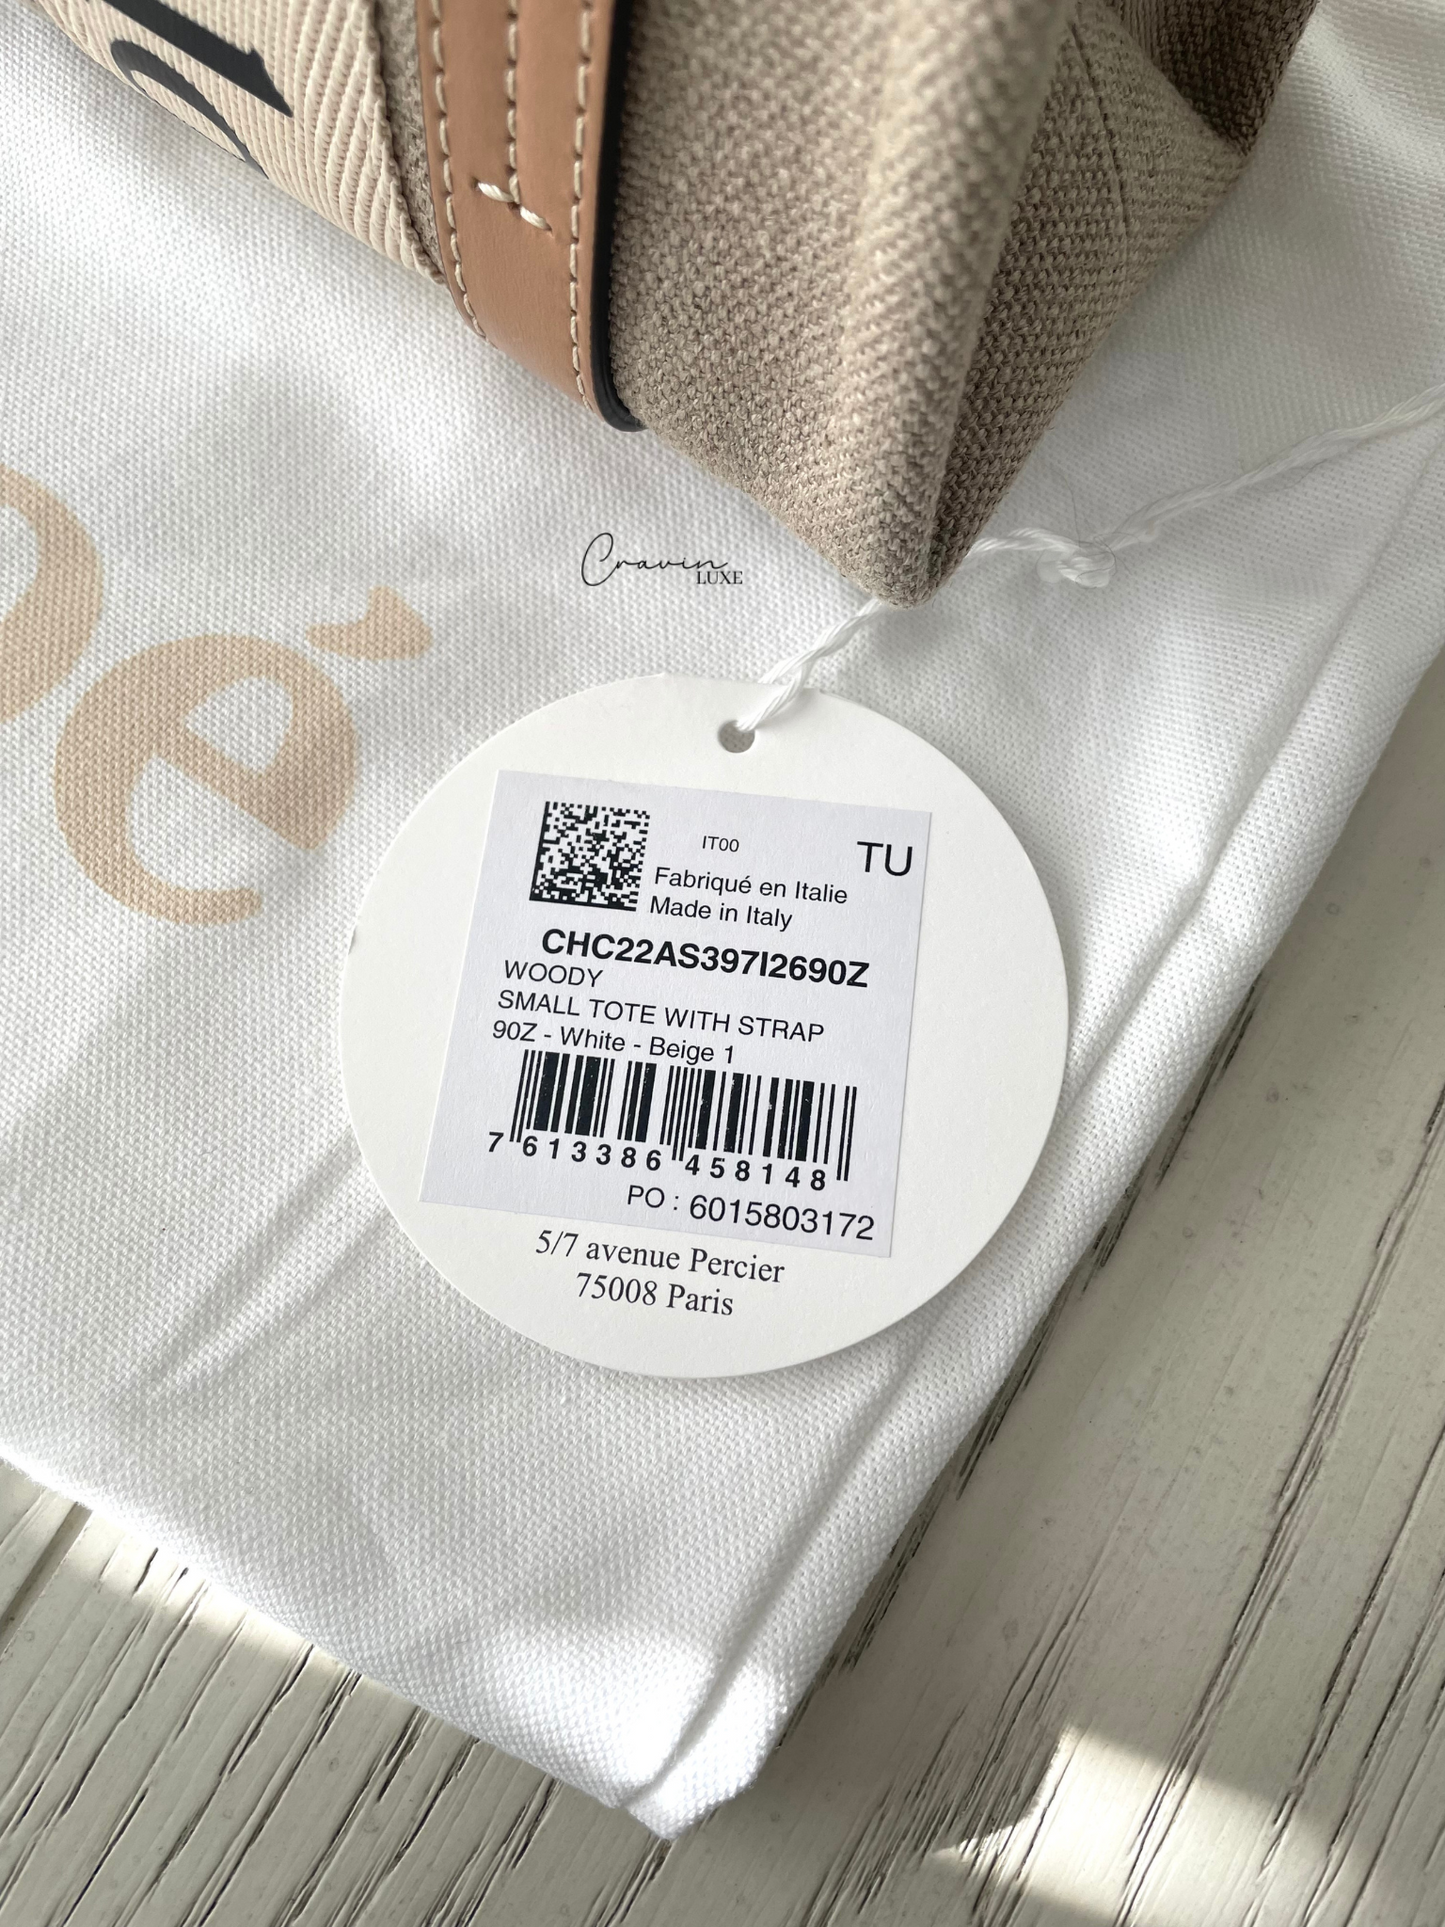 Cravin
LUXE
é
IT00
TU
Fabriqué en Italie
Made in Italy
CHC22AS397I2690Z
WOODY
SMALL TOTE WITH STRAP
90Z - White - Beige 1
7 613386 458148
PO : 6015803172
5/7 avenue Percier
75008 Paris